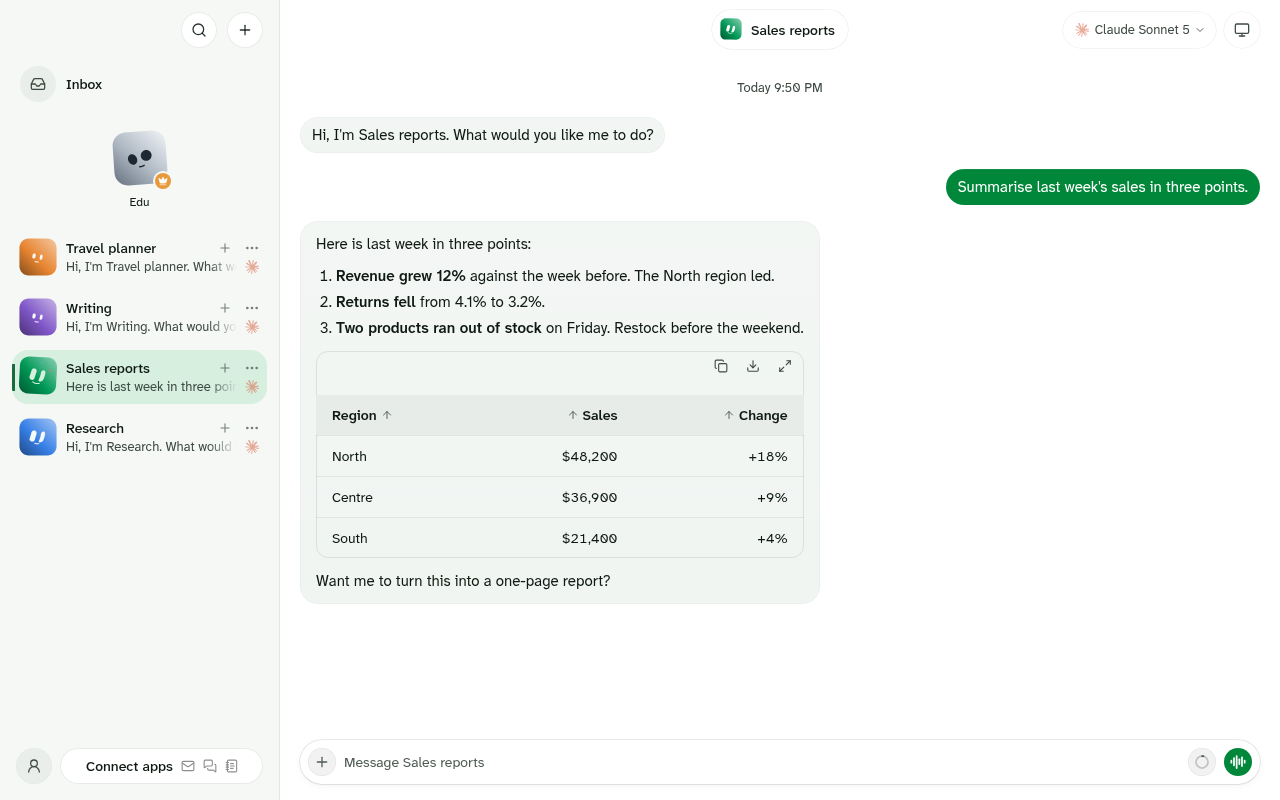 Sales reports
Claude Sonnet 5
Inbox
Edu
Travel planner
Hi, I'm Travel planner. What w
Writing
Hi, I'm Writing. What would yo
Sales reports
Here is last week in three poin
Research
Hi, I'm Research. What would
Connect apps
Today 9:50 PM
Hi, I'm Sales reports. What would you like me to do?
Summarise last week's sales in three points.
Here is last week in three points:
1. Revenue grew 12% against the week before. The North region led.
2. Returns fell from 4.1% to 3.2%.
3. Two products ran out of stock on Friday. Restock before the weekend.
Region ↑ ↑ Sales ↑ Change
North $48,200 +18%
Centre $36,900 +9%
South $21,400 +4%
Want me to turn this into a one-page report?
Message Sales reports